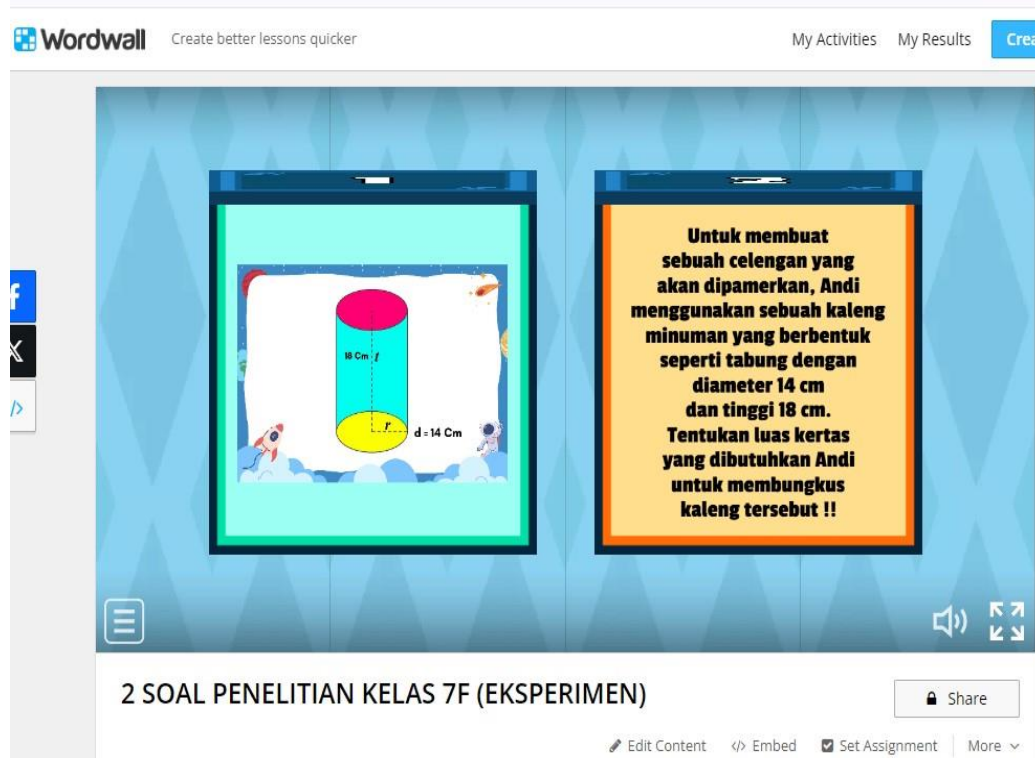 Wordwall
Create better lessons quicker
My Activities
My Results
18 Cm t
r
d = 14 Cm
Untuk membuat
sebuah celengan yang
akan dipamerkan, Andi
menggunakan sebuah kaleng
minuman yang berbentuk
seperti tabung dengan
diameter 14 cm
dan tinggi 18 cm.
Tentukan luas kertas
yang dibutuhkan Andi
untuk membungkus
kaleng tersebut !!
2 SOAL PENELITIAN KELAS 7F (EKSPERIMEN)
Share
Edit Content
</> Embed
Set Assignment
More